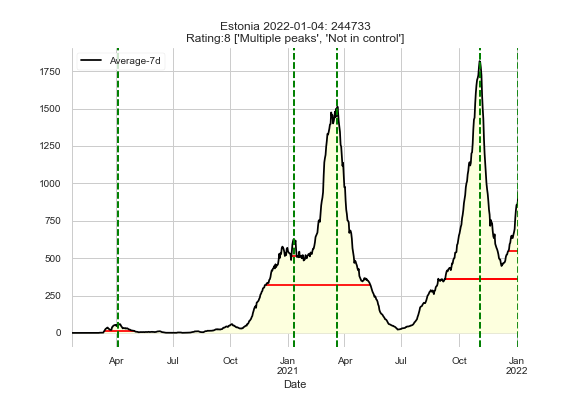 Estonia 2022-01-04: 244733
Rating:8 ['Multiple peaks', 'Not in control']
Average-7d
1750
1500
1250
1000
750
500
250
0
Apr Jul Oct Jan Apr Jul Oct Jan
2021 2022
Date